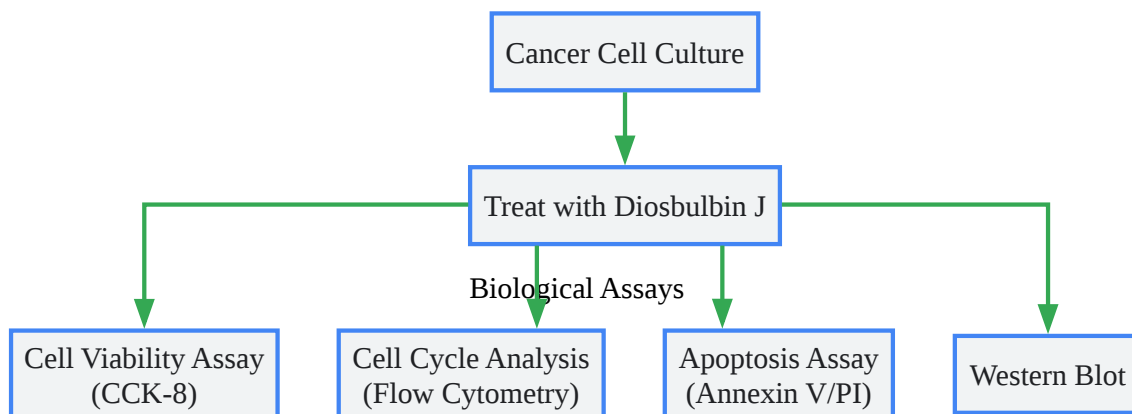 Cancer Cell Culture
Treat with Diosbulbin J
Biological Assays
Cell Viability Assay
(CCK-8)
Cell Cycle Analysis
(Flow Cytometry)
Apoptosis Assay
(Annexin V/PI)
Western Blot